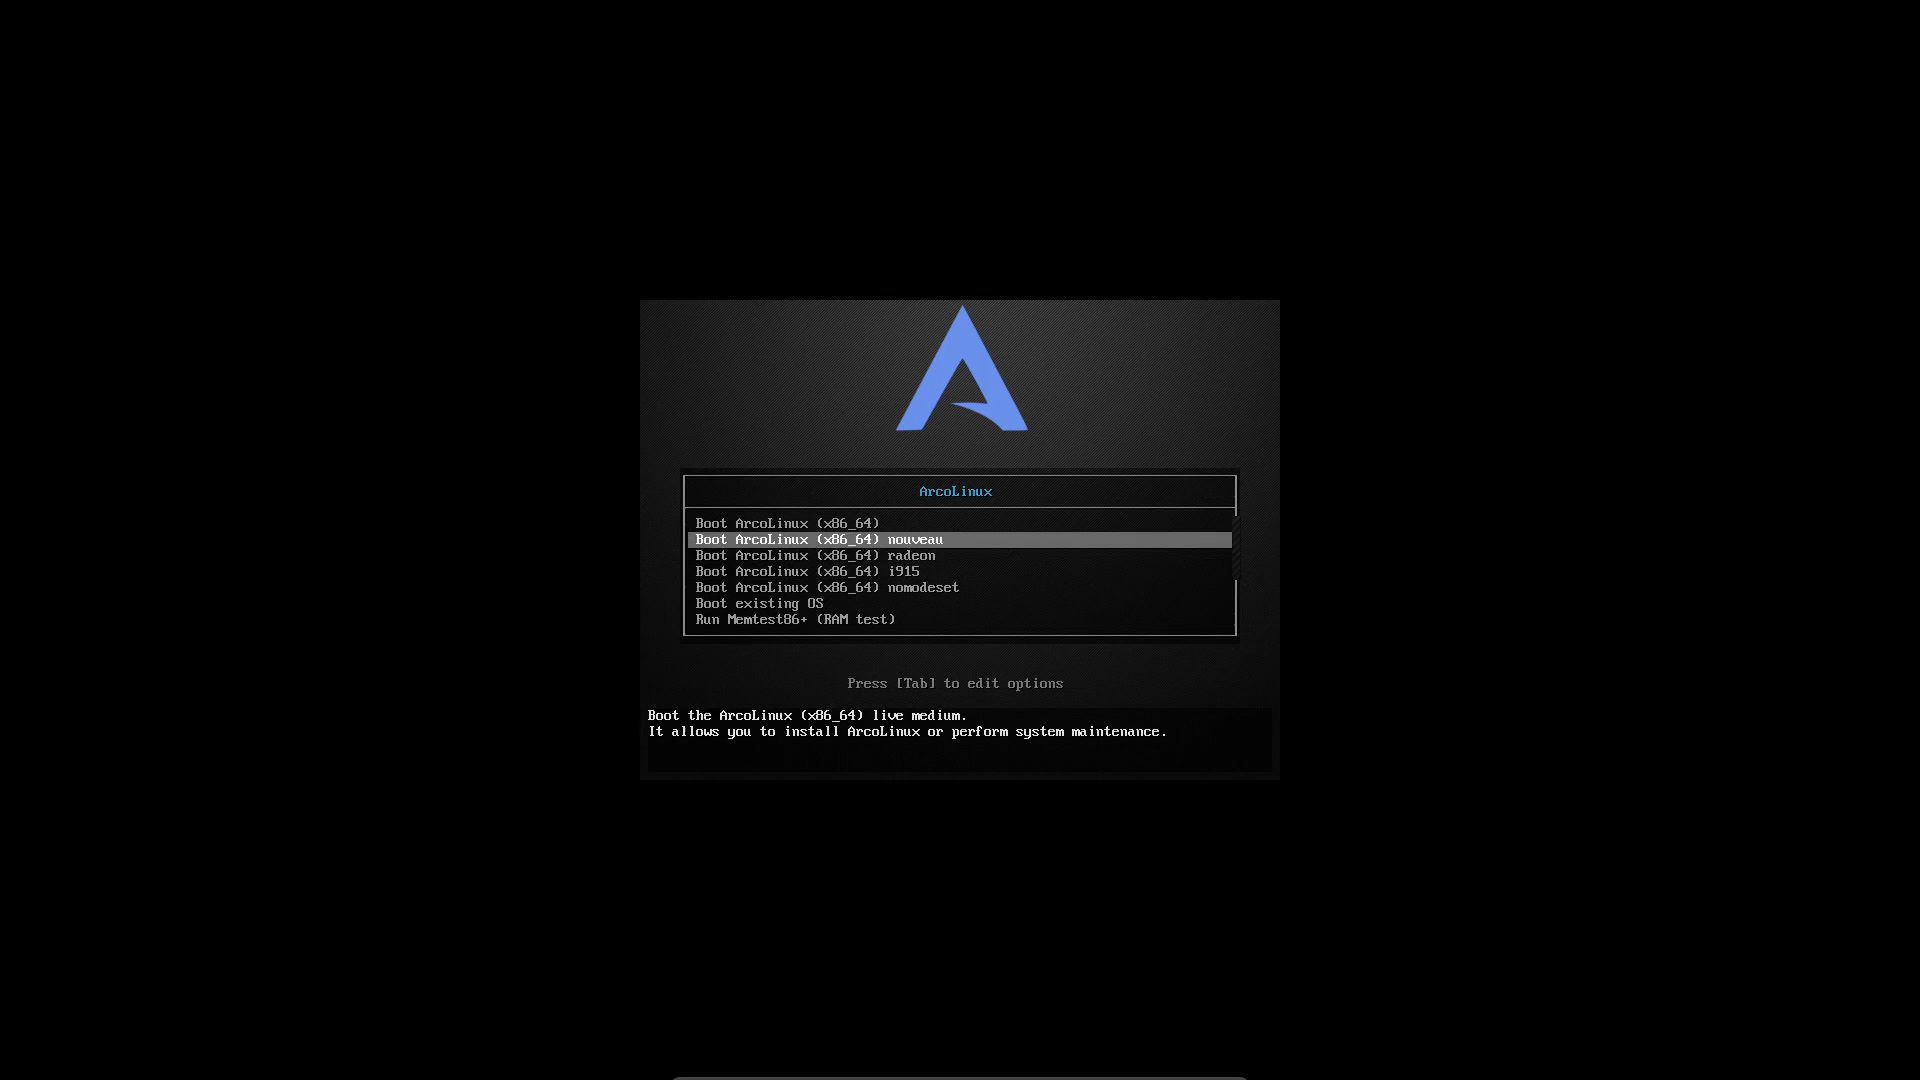 ArcoLinux
Boot ArcoLinux (x86_64)
Boot ArcoLinux (x86_64) nouveau
Boot ArcoLinux (x86_64) radeon
Boot ArcoLinux (x86_64) i915
Boot ArcoLinux (x86_64) nomodeset
Boot existing OS
Run Memtest86+ (RAM test)
Press [Tab] to edit options
Boot the ArcoLinux (x86_64) live medium.
It allows you to install ArcoLinux or perform system maintenance.